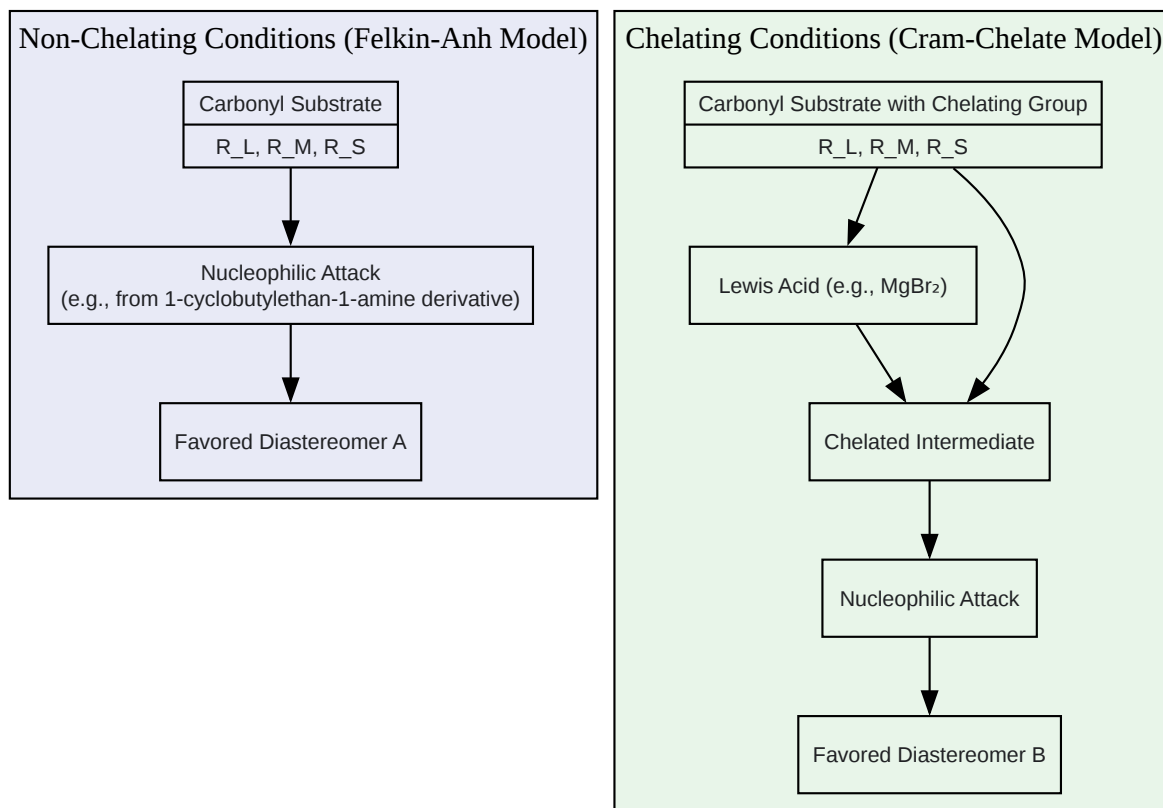 Non-Chelating Conditions (Felkin-Anh Model)
Carbonyl Substrate
R_L, R_M, R_S
Nucleophilic Attack
(e.g., from 1-cyclobutylethan-1-amine derivative)
Favored Diastereomer A
Chelating Conditions (Cram-Chelate Model)
Carbonyl Substrate with Chelating Group
R_L, R_M, R_S
Lewis Acid (e.g., MgBr₂)
Chelated Intermediate
Nucleophilic Attack
Favored Diastereomer B